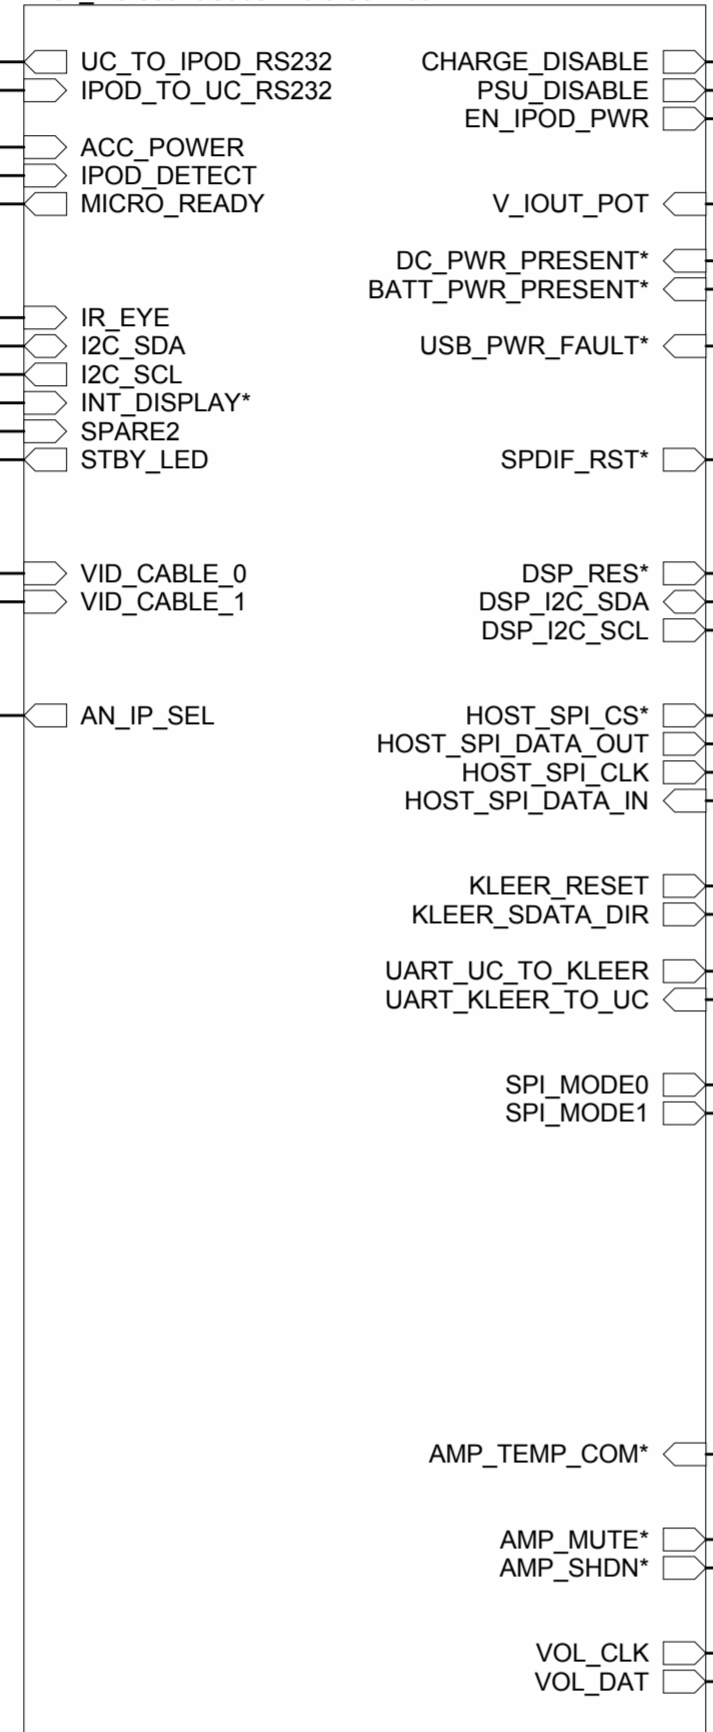 UC_TO_IPOD_RS232
IPOD_TO_UC_RS232
ACC_POWER
IPOD_DETECT
MICRO_READY
IR_EYE
I2C_SDA
I2C_SCL
INT_DISPLAY*
SPARE2
STBY_LED
VID_CABLE_0
VID_CABLE_1
AN_IP_SEL
CHARGE_DISABLE
PSU_DISABLE
EN_IPOD_PWR
V_IOUT_POT
DC_PWR_PRESENT*
BATT_PWR_PRESENT*
USB_PWR_FAULT*
SPDIF_RST*
DSP_RES*
DSP_I2C_SDA
DSP_I2C_SCL
HOST_SPI_CS*
HOST_SPI_DATA_OUT
HOST_SPI_CLK
HOST_SPI_DATA_IN
KLEER_RESET
KLEER_SDATA_DIR
UART_UC_TO_KLEER
UART_KLEER_TO_UC
SPI_MODE0
SPI_MODE1
AMP_TEMP_COM*
AMP_MUTE*
AMP_SHDN*
VOL_CLK
VOL_DAT